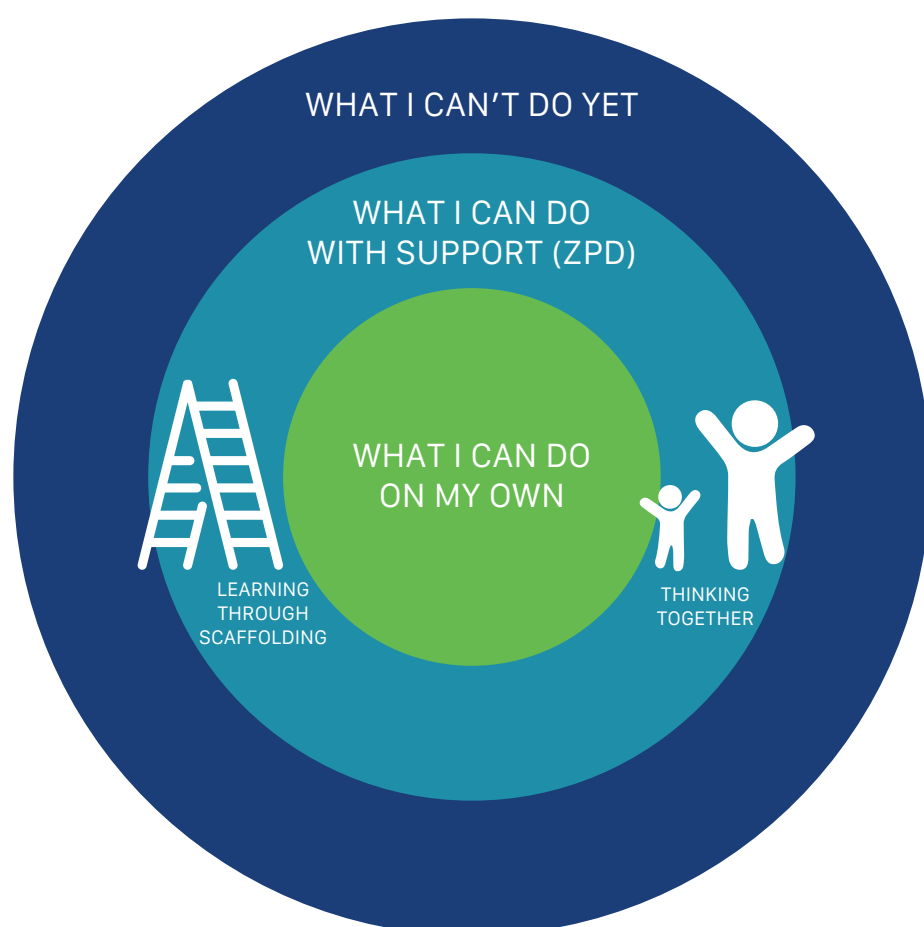 WHAT I CAN'T DO YET
WHAT I CAN DO
WITH SUPPORT (ZPD)
WHAT I CAN DO
ON MY OWN
LEARNING
THROUGH
SCAFFOLDING
THINKING
TOGETHER